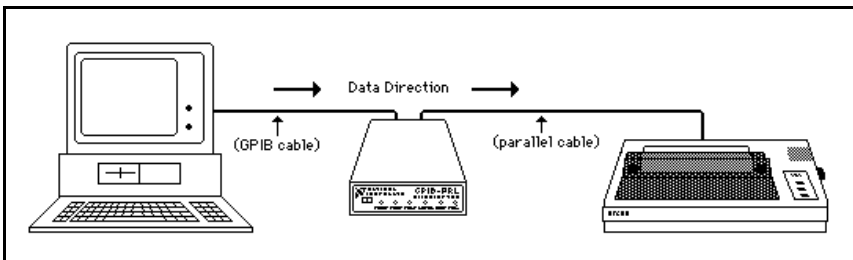 Data Direction
(GPIB cable)
(parallel cable)
GPIB-PRL